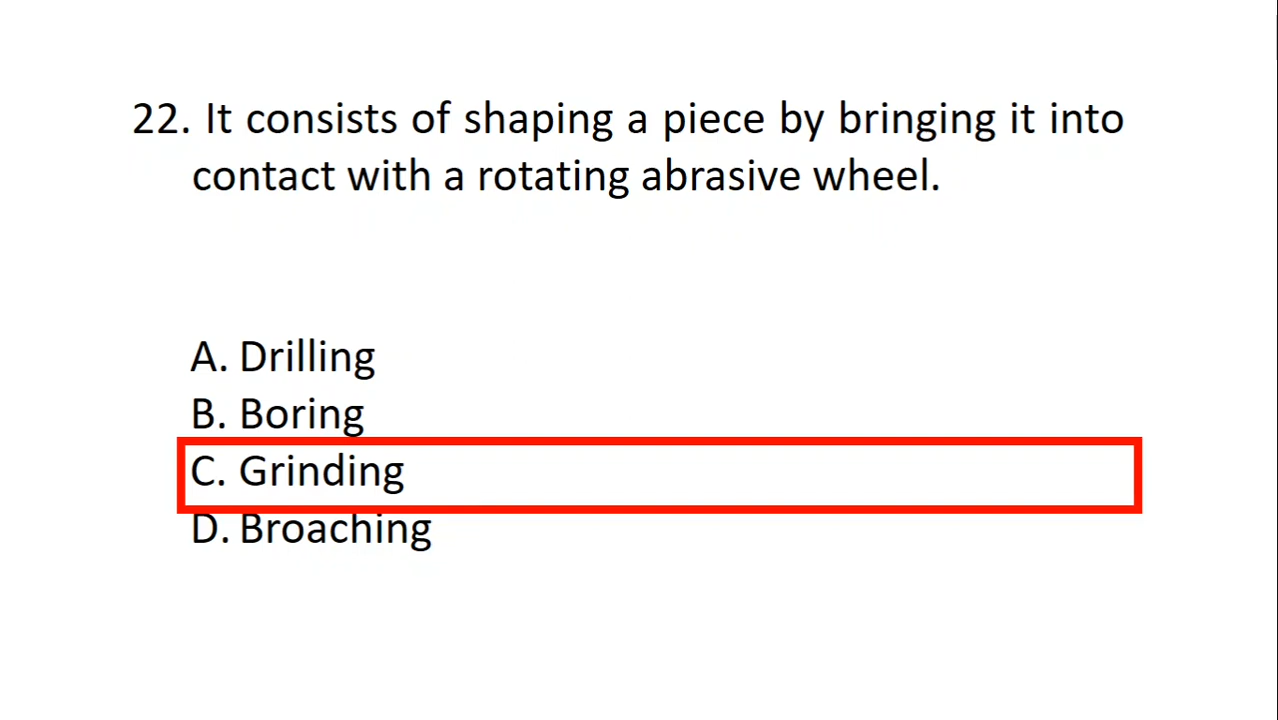 22. It consists of shaping a piece by bringing it into
contact with a rotating abrasive wheel.
A. Drilling
B. Boring
C. Grinding
D. Broaching